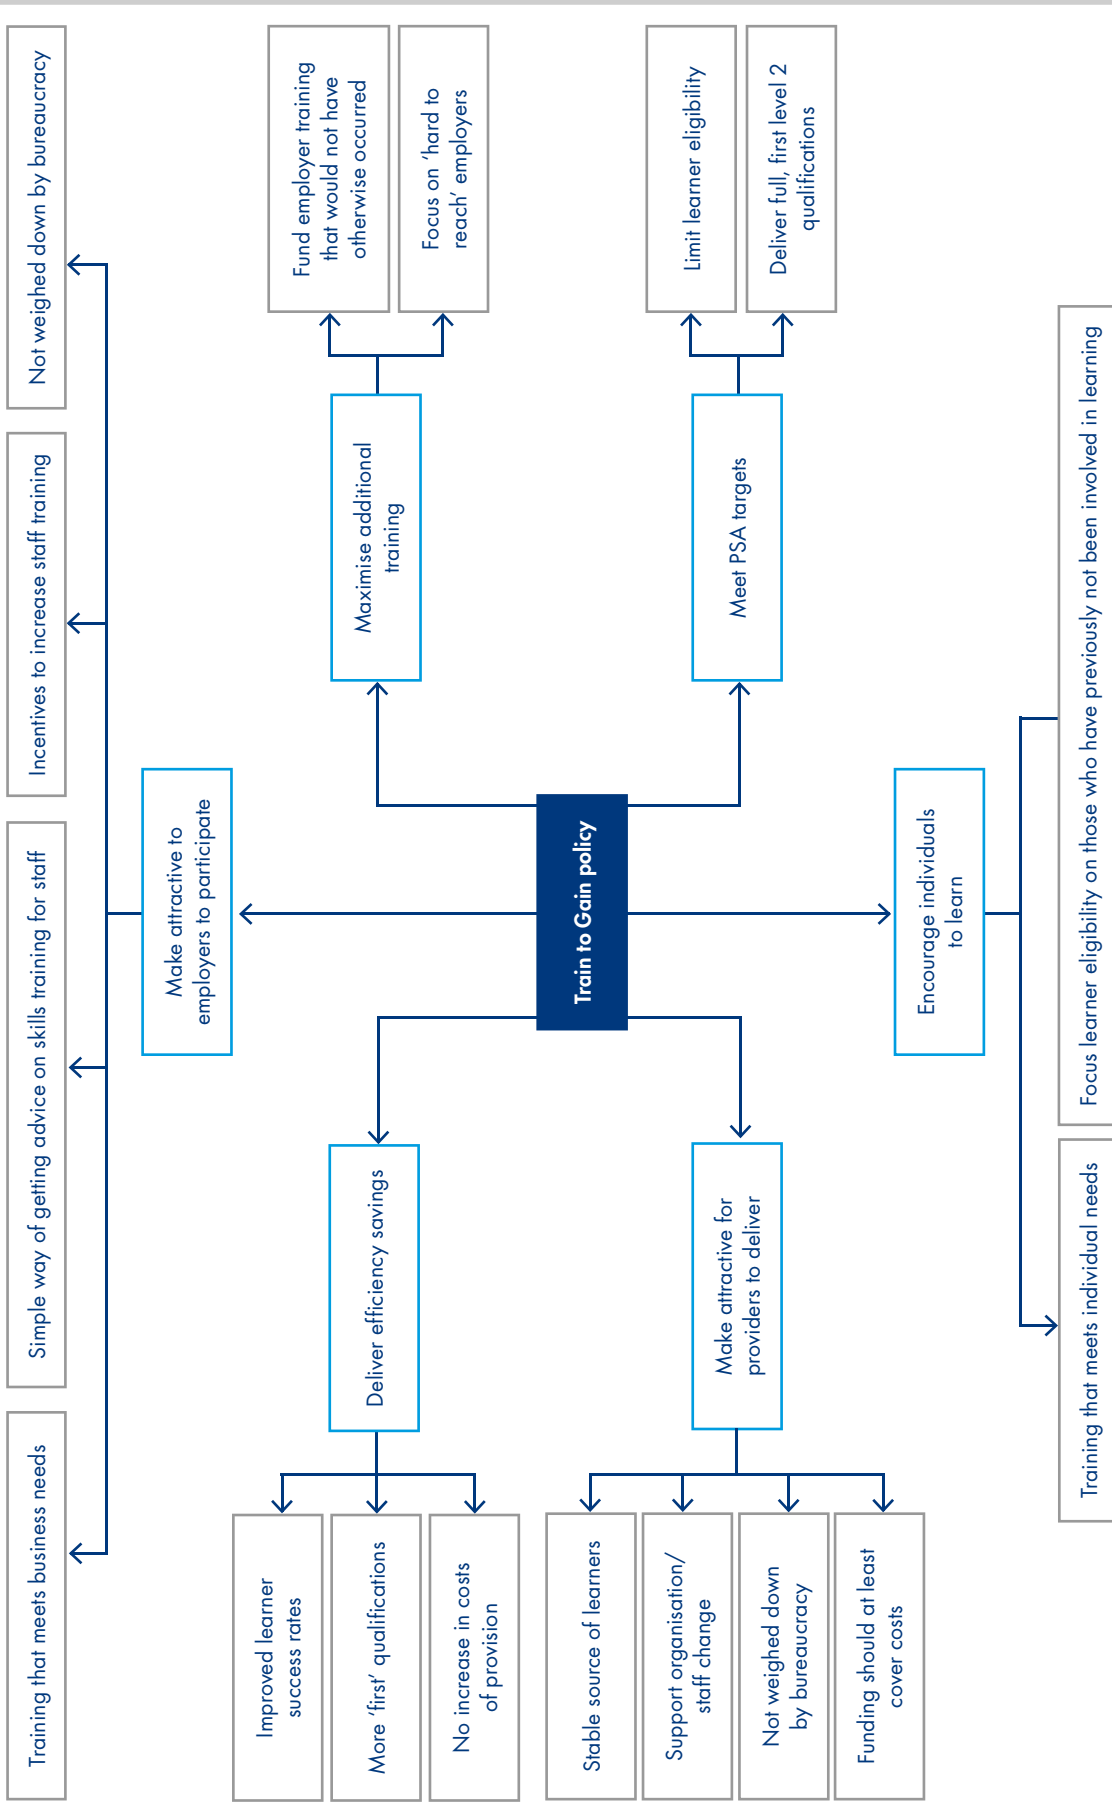 Training that meets business needs
Simple way of getting advice on skills training for staff
Incentives to increase staff training
Not weighed down by bureaucracy
Make attractive to
employers to participate
Improved learner
success rates
More ‘first’ qualifications
No increase in costs
of provision
Deliver efficiency savings
Maximise additional
training
Fund employer training
that would not have
otherwise occurred
Focus on ‘hard to
reach’ employers
Train to Gain policy
Stable source of learners
Support organisation/
staff change
Not weighed down
by bureaucracy
Funding should at least
cover costs
Make attractive for
providers to deliver
Meet PSA targets
Limit learner eligibility
Deliver full, first level 2
qualifications
Encourage individuals
to learn
Training that meets individual needs
Focus learner eligibility on those who have previously not been involved in learning